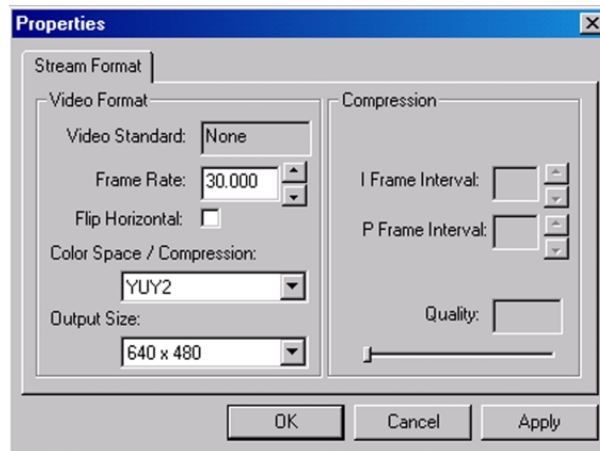 Properties
Stream Format
Video Format
Video Standard: None
Frame Rate: 30.000
Flip Horizontal:
Color Space / Compression:
YUY2
Output Size:
640 x 480
Compression
I Frame Interval:
P Frame Interval:
Quality:
OK Cancel Apply